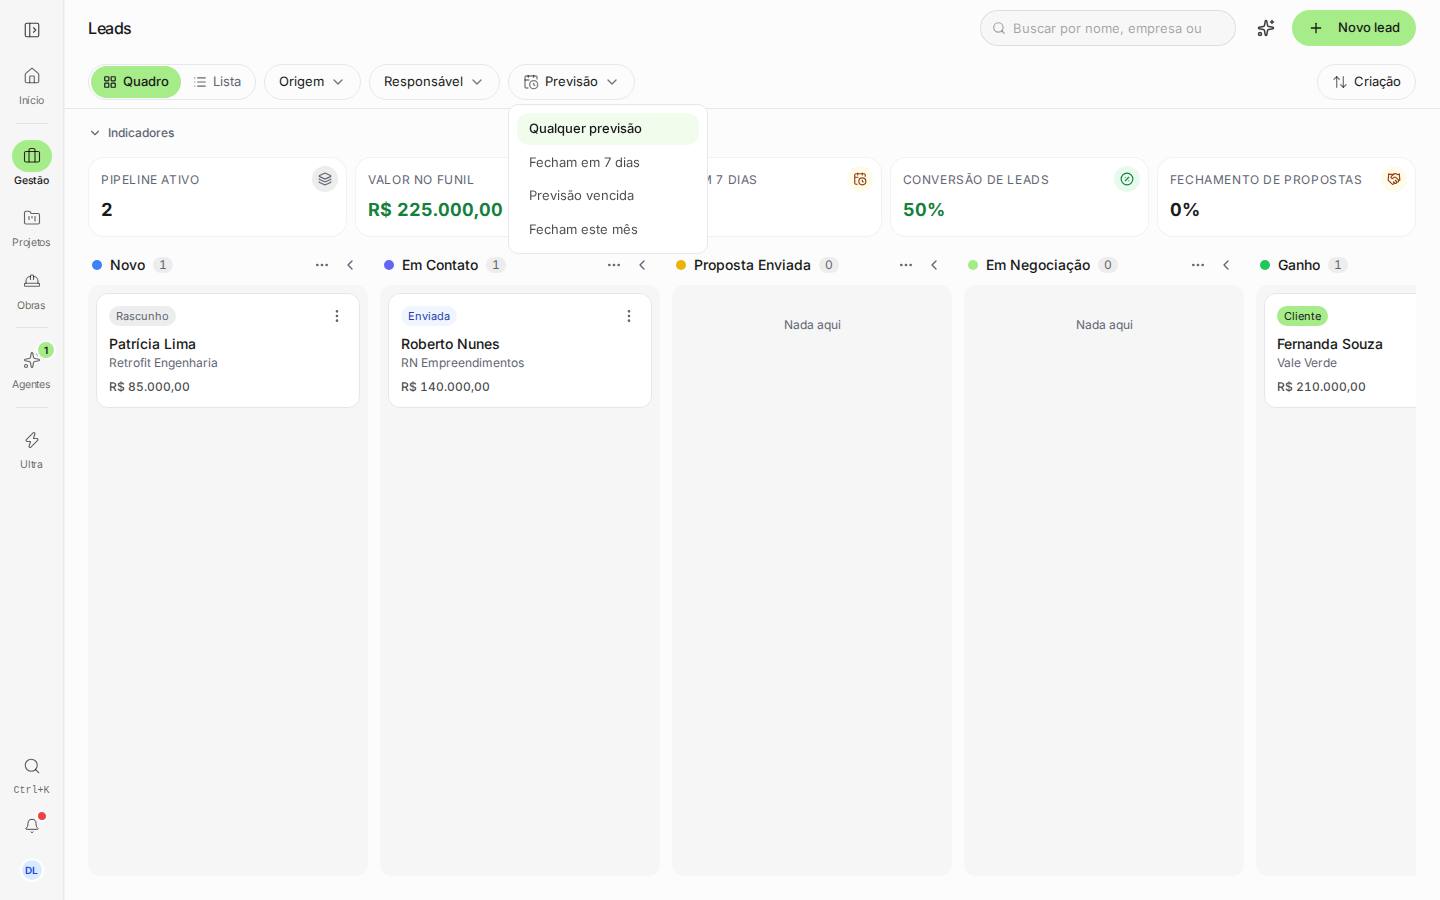 Leads
Buscar por nome, empresa ou
Novo lead
Início
Gestão
Projetos
Obras
1
Agentes
Ultra
Ctrl+K
DL
Quadro
Lista
Origem
Responsável
Previsão
Criação
Qualquer previsão
Fecham em 7 dias
Previsão vencida
Fecham este mês
Indicadores
PIPELINE ATIVO
2
VALOR NO FUNIL
R$ 225.000,00
7 DIAS
CONVERSÃO DE LEADS
50%
FECHAMENTO DE PROPOSTAS
0%
Novo 1
Em Contato 1
Proposta Enviada 0
Em Negociação 0
Ganho 1
Rascunho
Patrícia Lima
Retrofit Engenharia
R$ 85.000,00
Enviada
Roberto Nunes
RN Empreendimentos
R$ 140.000,00
Nada aqui
Nada aqui
Cliente
Fernanda Souza
Vale Verde
R$ 210.000,00